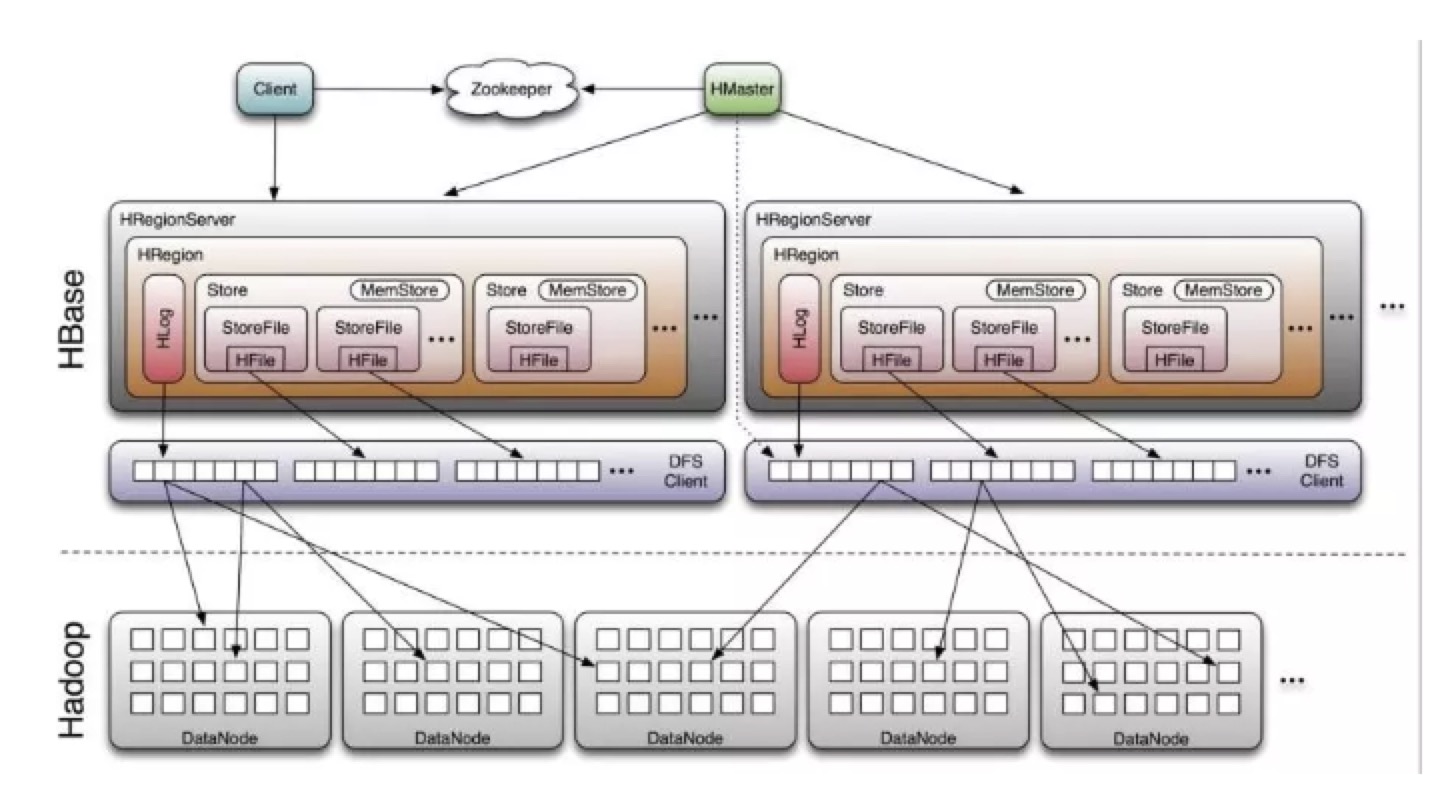 Client
Zookeeper
HMaster
HBase
HRegionServer
HRegion
HLog
Store
MemStore
StoreFile
HFile
StoreFile
HFile
...
Store
MemStore
StoreFile
HFile
...
...
HRegionServer
HRegion
HLog
Store
MemStore
StoreFile
HFile
StoreFile
HFile
...
Store
MemStore
StoreFile
HFile
...
...
...
...
DFS
Client
...
DFS
Client
Hadoop
DataNode
DataNode
DataNode
DataNode
DataNode
...